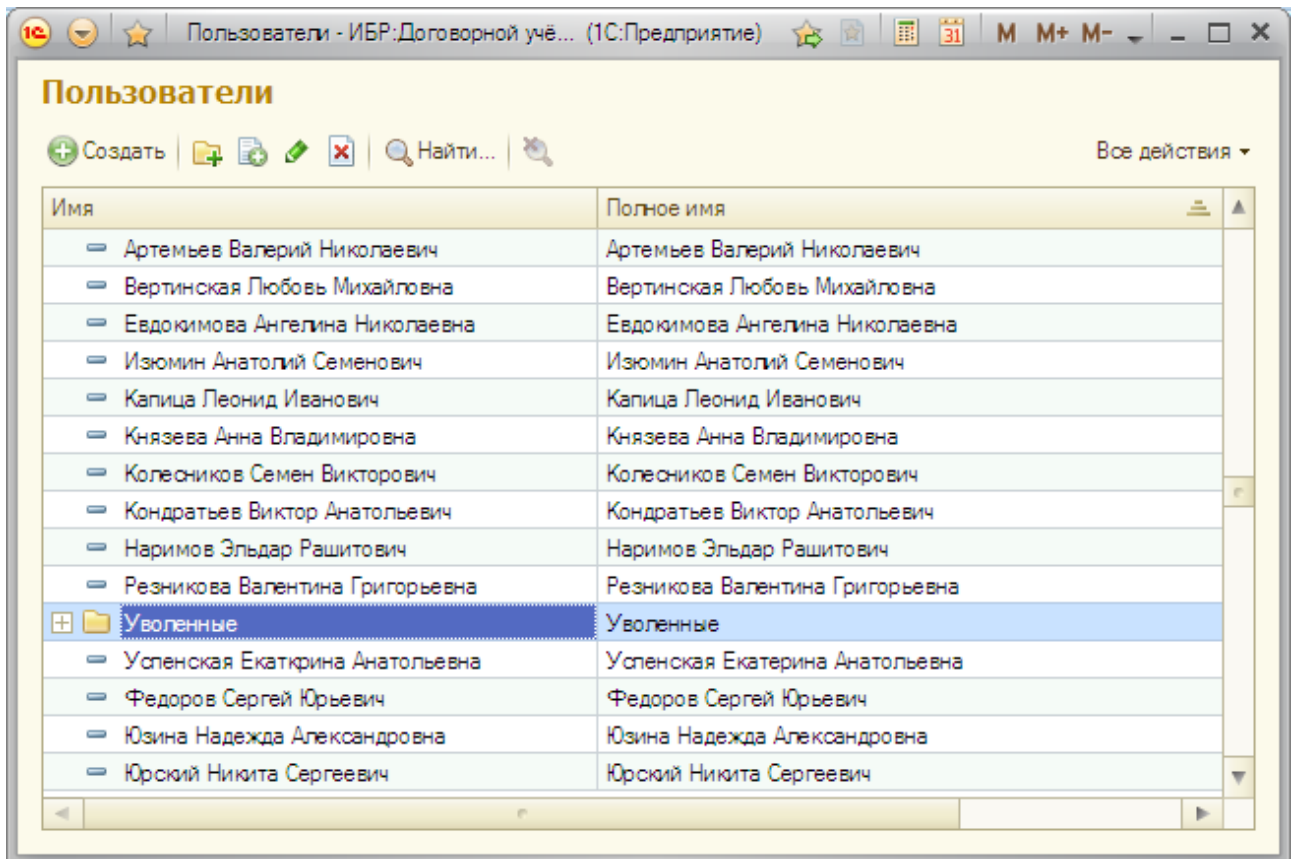 1С Пользователи - ИБР:Договорной учё... (1С:Предприятие) 31 M M+ M-
Пользователи
Создать Найти... Все действия
Имя Полное имя
Артемьев Валерий Николаевич Артемьев Валерий Николаевич
Вертинская Любовь Михайловна Вертинская Любовь Михайловна
Евдокимова Ангелина Николаевна Евдокимова Ангелина Николаевна
Изюмин Анатолий Семенович Изюмин Анатолий Семенович
Капица Леонид Иванович Капица Леонид Иванович
Князева Анна Владимировна Князева Анна Владимировна
Колесников Семен Викторович Колесников Семен Викторович
Кондратьев Виктор Анатольевич Кондратьев Виктор Анатольевич
Наримов Эльдар Рашитович Наримов Эльдар Рашитович
Резникова Валентина Григорьевна Резникова Валентина Григорьевна
Уволенные Уволенные
Успенская Екаткрина Анатольевна Успенская Екатерина Анатольевна
Федоров Сергей Юрьевич Федоров Сергей Юрьевич
Юзина Надежда Александровна Юзина Надежда Александровна
Юрский Никита Сергеевич Юрский Никита Сергеевич